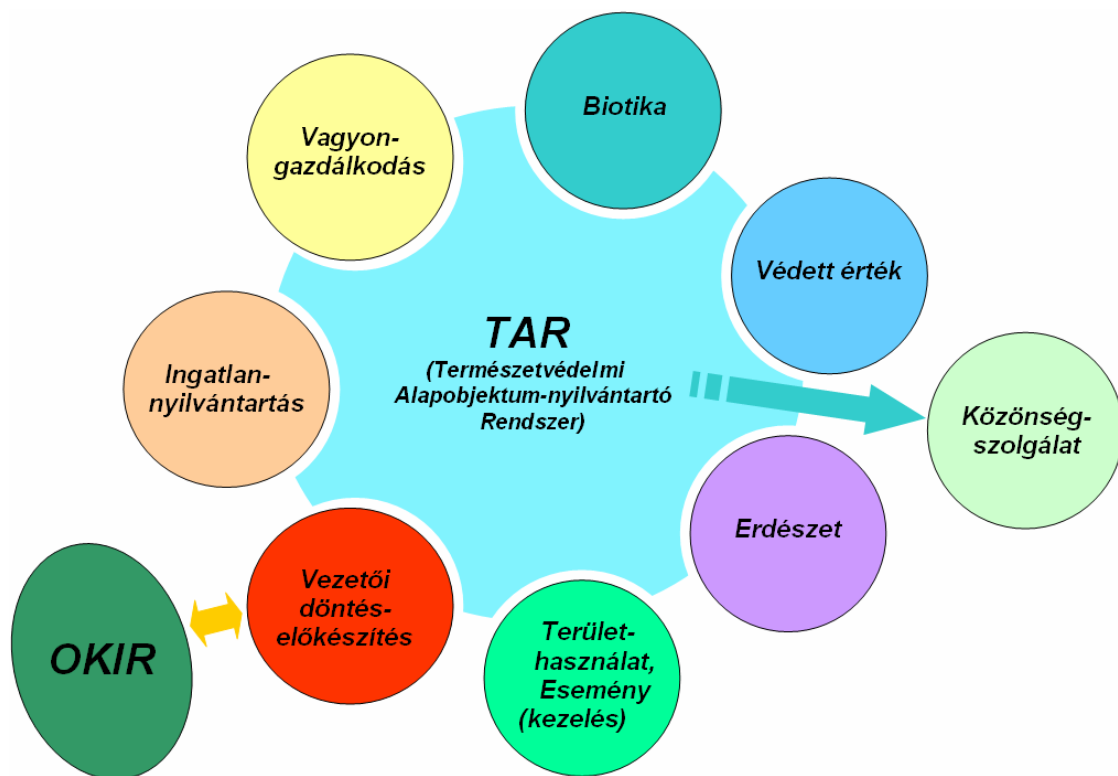 Biotika
Vagyon-
gazdálkodás
Védett érték
TAR
(Természetvédelmi
Alapobjektum-nyilvántartó
Rendszer)
Ingatlan-
nyilvántartás
Közönség-
szolgálat
Erdészet
Vezetői
döntés-
előkészítés
Terület-
használat,
Esemény
(kezelés)
OKIR